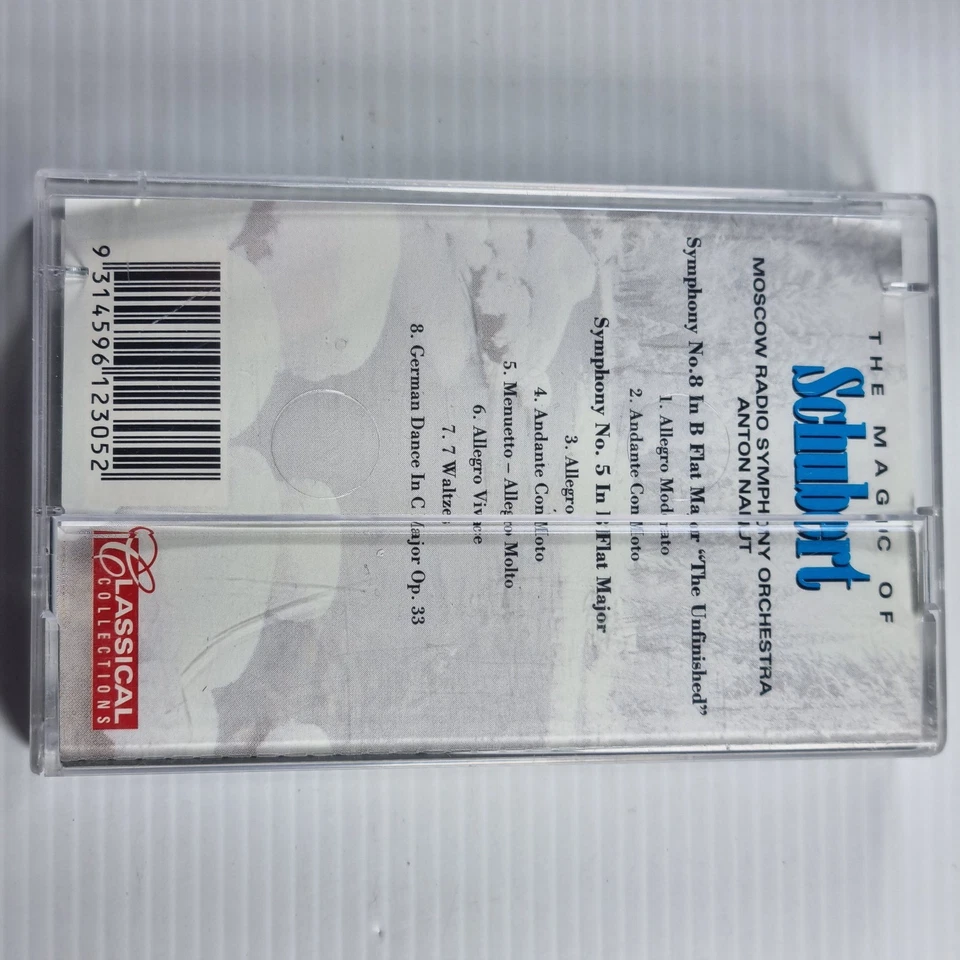 THE MAGIC OF
Schubert
MOSCOW RADIO SYMPHONY ORCHESTRA
ANTON NANUT
Symphony No.8 In B Flat Major “The Unfinished”
1. Allegro Moderato
2. Andante Con Moto
Symphony No. 5 In B Flat Major
3. Allegro
4. Andante Con Moto
5. Menuetto – Allegro Molto
6. Allegro Vivace
7. 7 Waltzes
8. German Dance In C Major Op. 33
9 314596 123052
CLASSICAL
COLLECTIONS